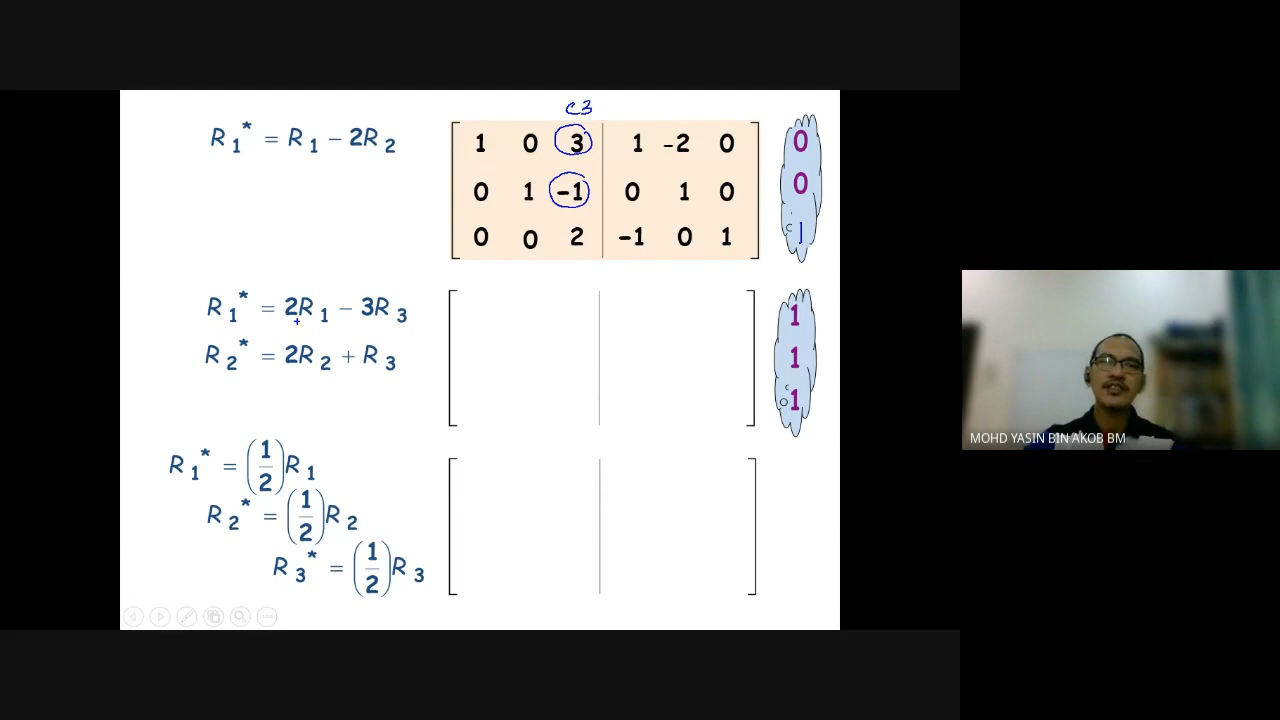 C3
R1* = R1 − 2R2
1 0 3 1 -2 0 0
0 1 -1 0 1 0 0
0 0 2 -1 0 1 1
R1* = 2R1 − 3R3
R2* = 2R2 + R3
1
1
1
R1* = (1/2)R1
R2* = (1/2)R2
R3* = (1/2)R3
MOHD YASIN BIN AKOB BM